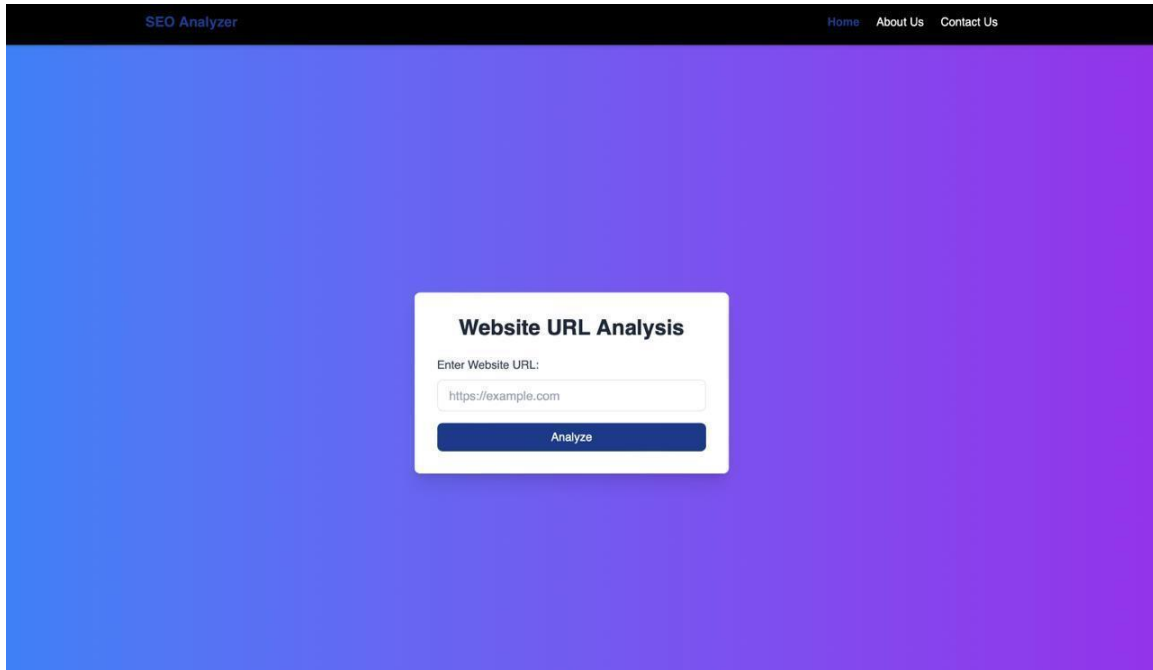 SEO Analyzer Home About Us Contact Us
Website URL Analysis
Enter Website URL:
https://example.com
Analyze